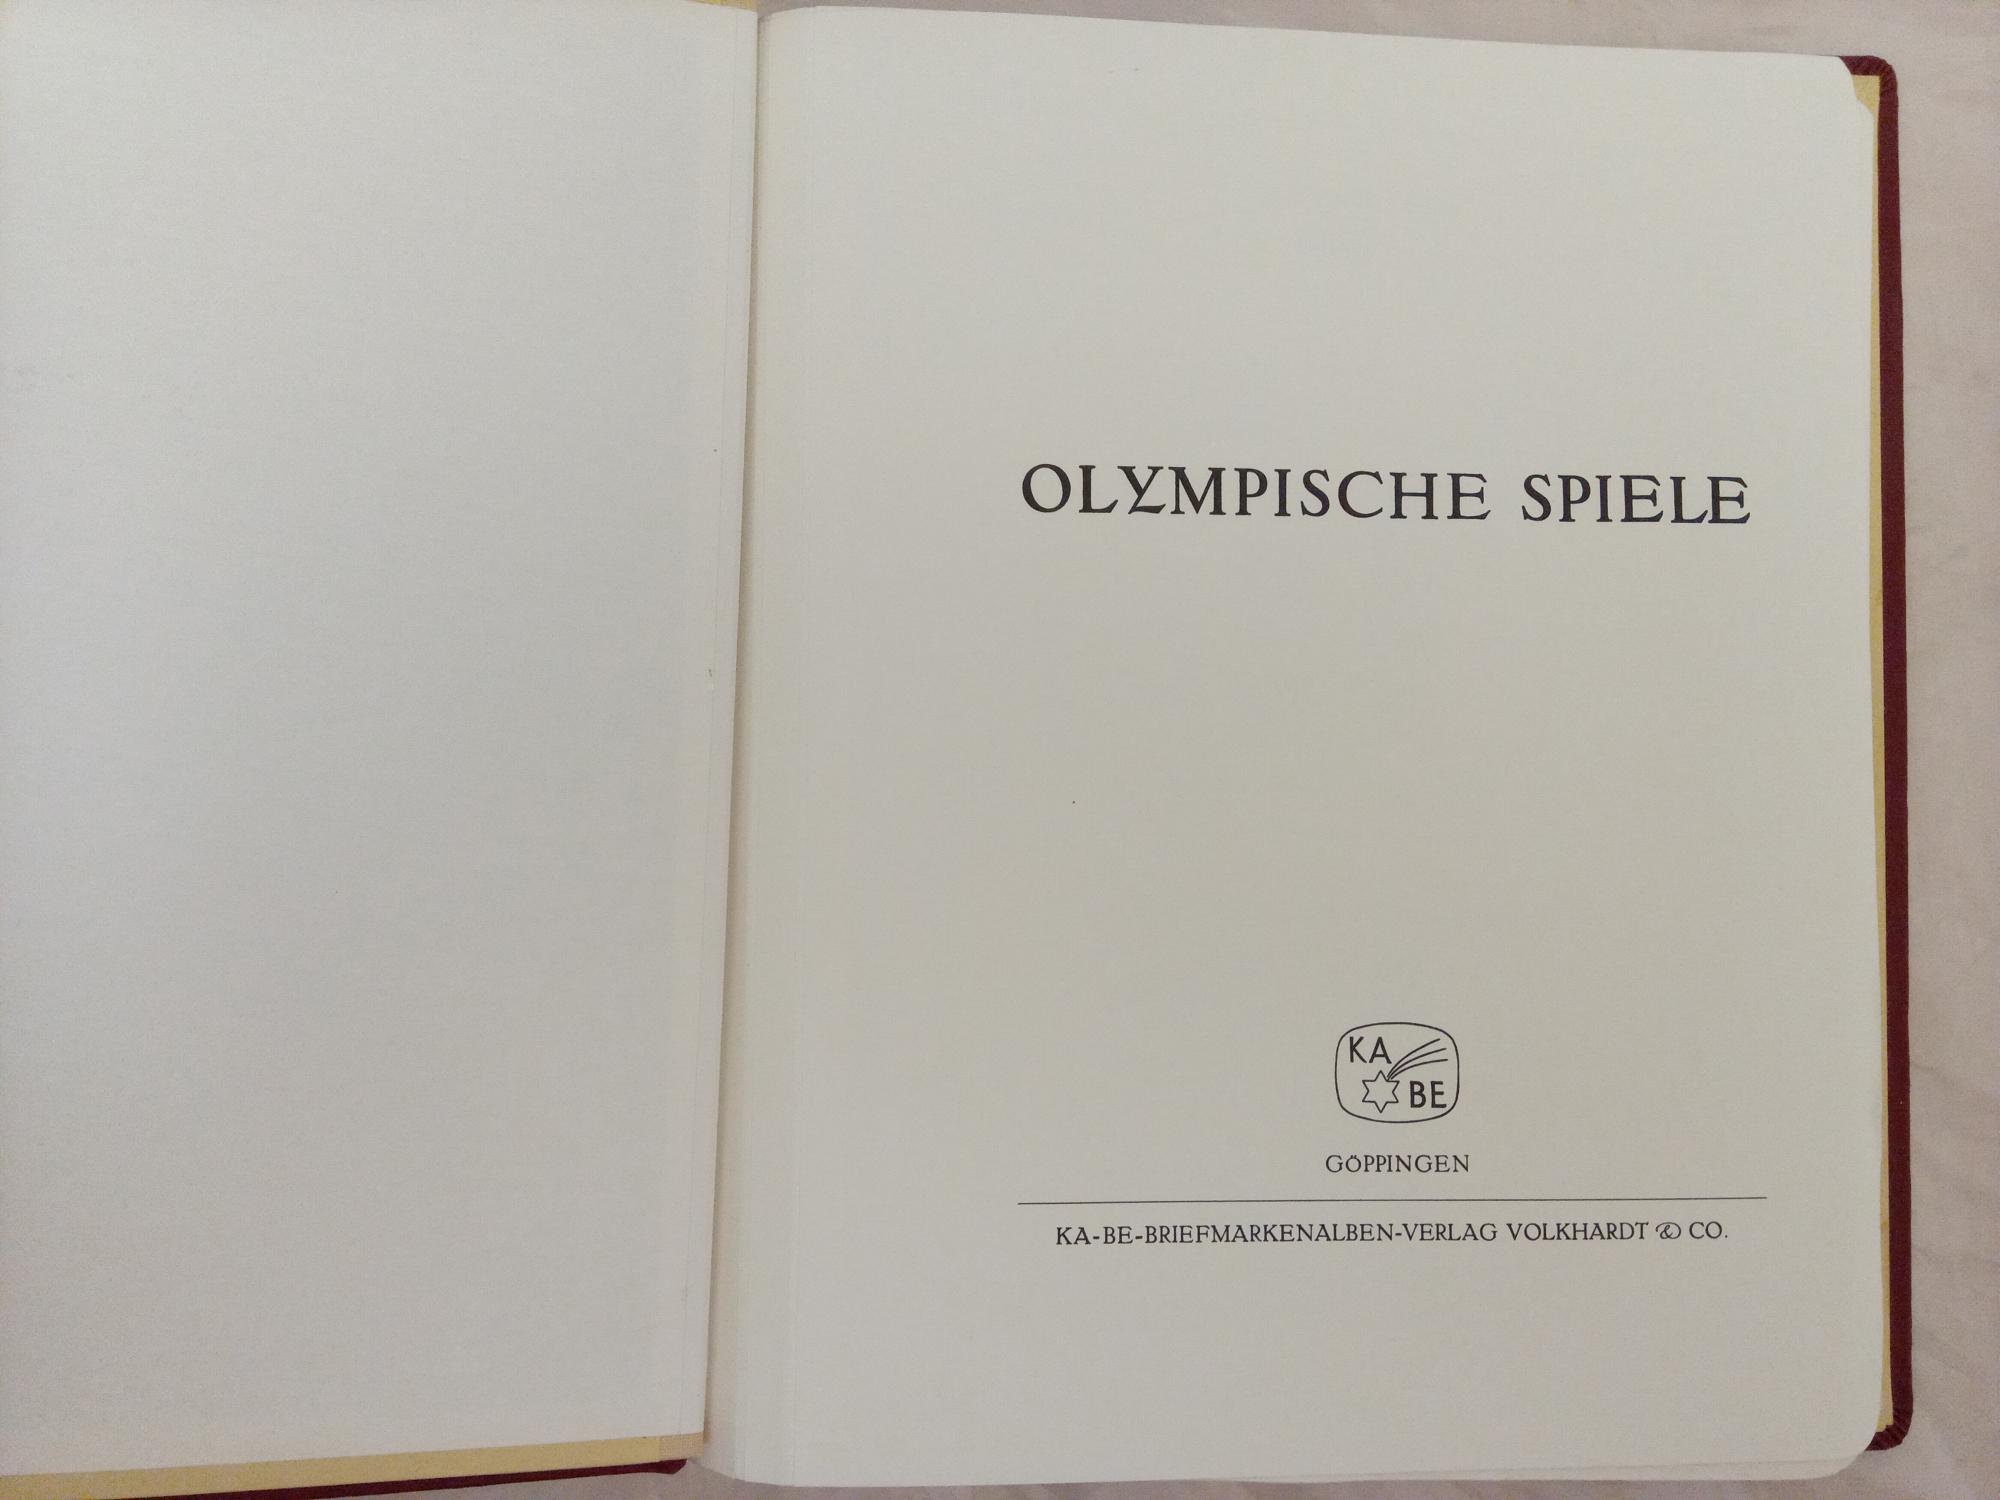 OLYMPISCHE SPIELE
KA
BE
GÖPPINGEN
KA-BE-BRIEFMARKENALBEN-VERLAG VOLKHARDT & CO.